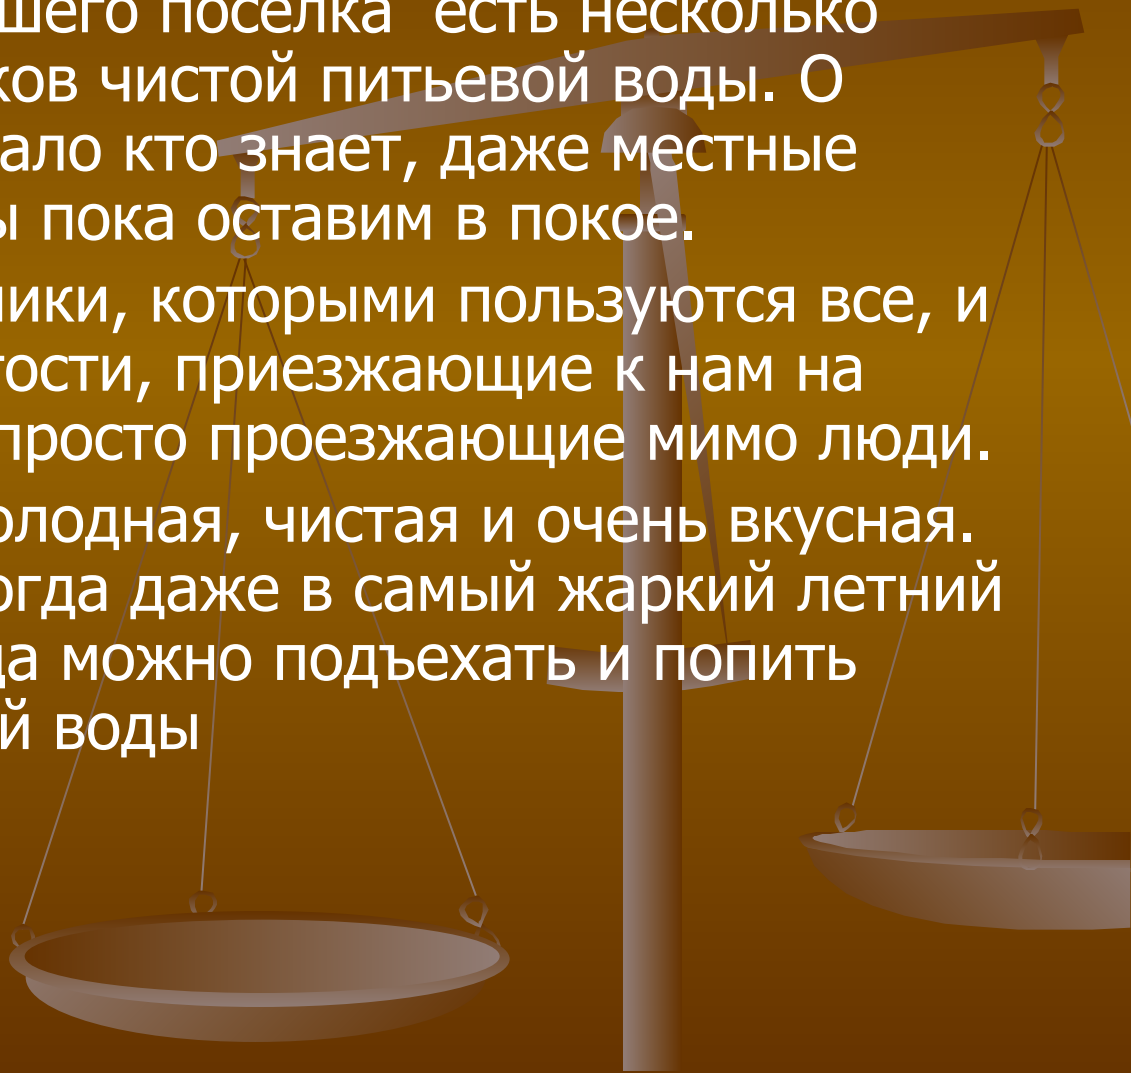 шего поселка есть несколько
ков чистой питьевой воды. О
ало кто знает, даже местные
ы пока оставим в покое.
ики, которыми пользуются все, и
гости, приезжающие к нам на
просто проезжающие мимо люди.
олодная, чистая и очень вкусная.
огда даже в самый жаркий летний
да можно подъехать и попить
й воды